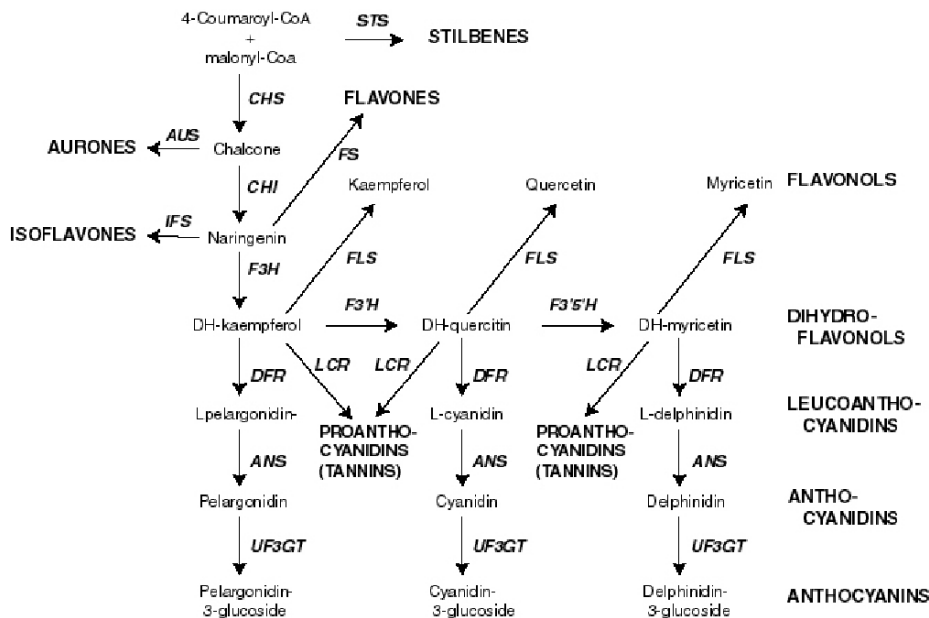 4-Coumaroyl-CoA
+
malonyl-Coa
STS
STILBENES
CHS
FLAVONES
AURONES
AUS
Chalcone
FS
CHI
Kaempferol
Quercetin
Myricetin
FLAVONOLS
ISOFLAVONES
IFS
Naringenin
F3H
FLS
FLS
FLS
DH-kaempferol
F3'H
DH-quercitin
F3'5'H
DH-myricetin
DIHYDRO-
FLAVONOLS
DFR
LCR
LCR
DFR
LCR
DFR
Lpelargonidin-
PROANTHO-
CYANIDINS
(TANNINS)
L-cyanidin
PROANTHO-
CYANIDINS
(TANNINS)
L-delphinidin
LEUCOANTHO-
CYANIDINS
ANS
ANS
ANS
Pelargonidin
Cyanidin
Delphinidin
ANTHO-
CYANIDINS
UF3GT
UF3GT
UF3GT
Pelargonidin-
3-glucoside
Cyanidin-
3-glucoside
Delphinidin-
3-glucoside
ANTHOCYANINS